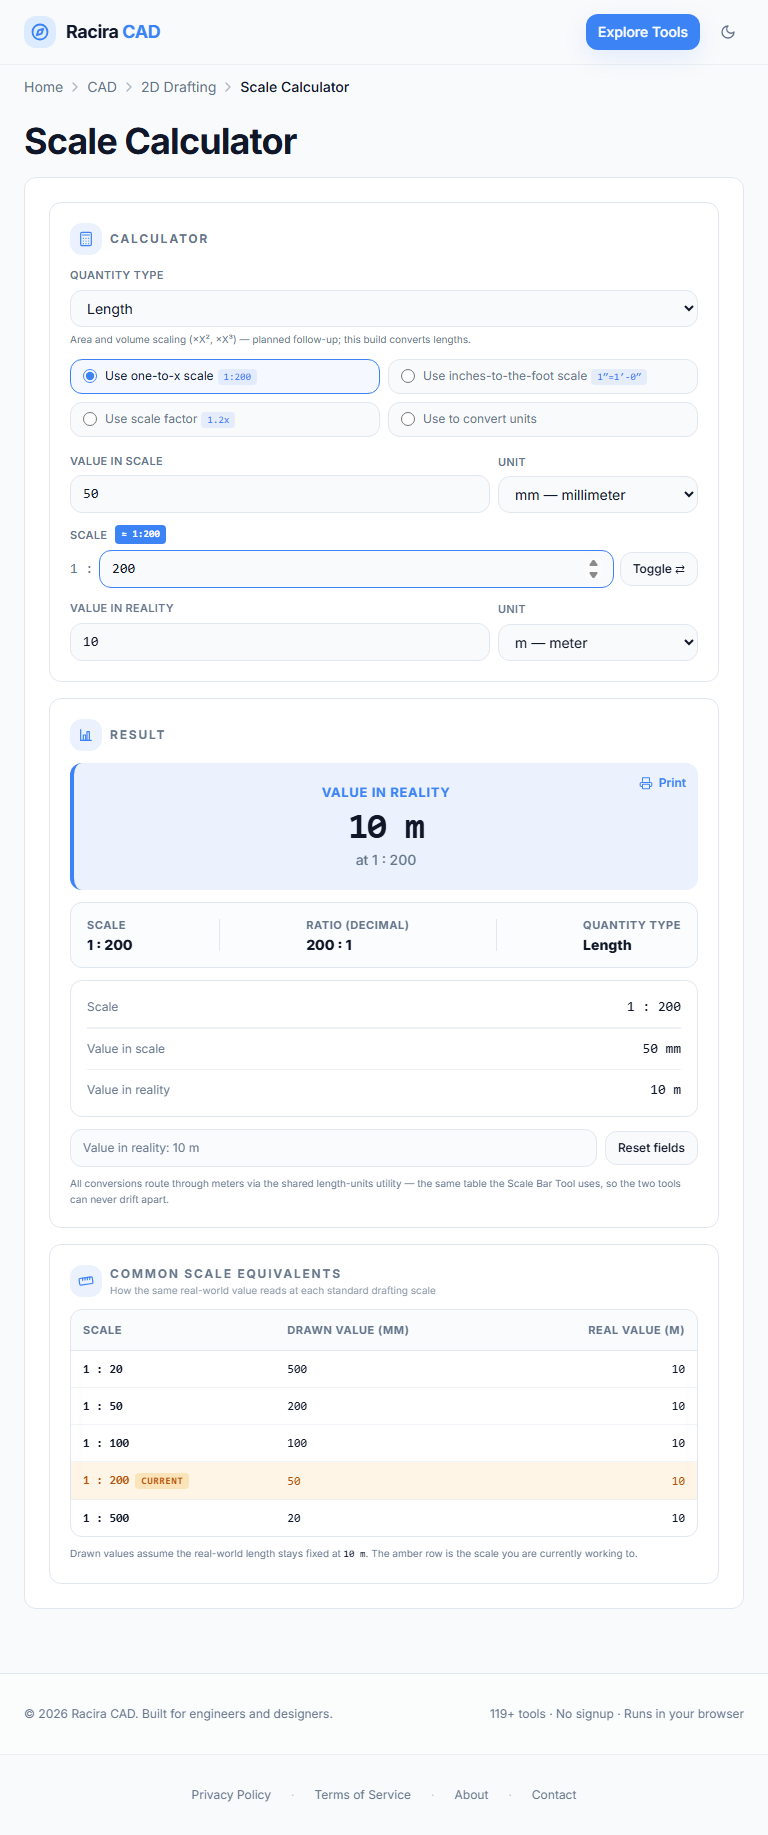 Racira CAD
Explore Tools
Home > CAD > 2D Drafting > Scale Calculator
Scale Calculator
CALCULATOR
QUANTITY TYPE
Length
Area and volume scaling (×X², ×X³) — planned follow-up; this build converts lengths.
Use one-to-x scale 1:200
Use inches-to-the-foot scale 1″=1′-0″
Use scale factor 1.2x
Use to convert units
VALUE IN SCALE
UNIT
50
mm — millimeter
SCALE = 1:200
1 : 200
Toggle ⇄
VALUE IN REALITY
UNIT
10
m — meter
RESULT
Print
VALUE IN REALITY
10 m
at 1 : 200
SCALE
1 : 200
RATIO (DECIMAL)
200 : 1
QUANTITY TYPE
Length
Scale 1 : 200
Value in scale 50 mm
Value in reality 10 m
Value in reality: 10 m
Reset fields
All conversions route through meters via the shared length-units utility — the same table the Scale Bar Tool uses, so the two tools
can never drift apart.
COMMON SCALE EQUIVALENTS
How the same real-world value reads at each standard drafting scale
SCALE DRAWN VALUE (MM) REAL VALUE (M)
1 : 20 500 10
1 : 50 200 10
1 : 100 100 10
1 : 200 CURRENT 50 10
1 : 500 20 10
Drawn values assume the real-world length stays fixed at 10 m. The amber row is the scale you are currently working to.
© 2026 Racira CAD. Built for engineers and designers.
119+ tools · No signup · Runs in your browser
Privacy Policy · Terms of Service · About · Contact